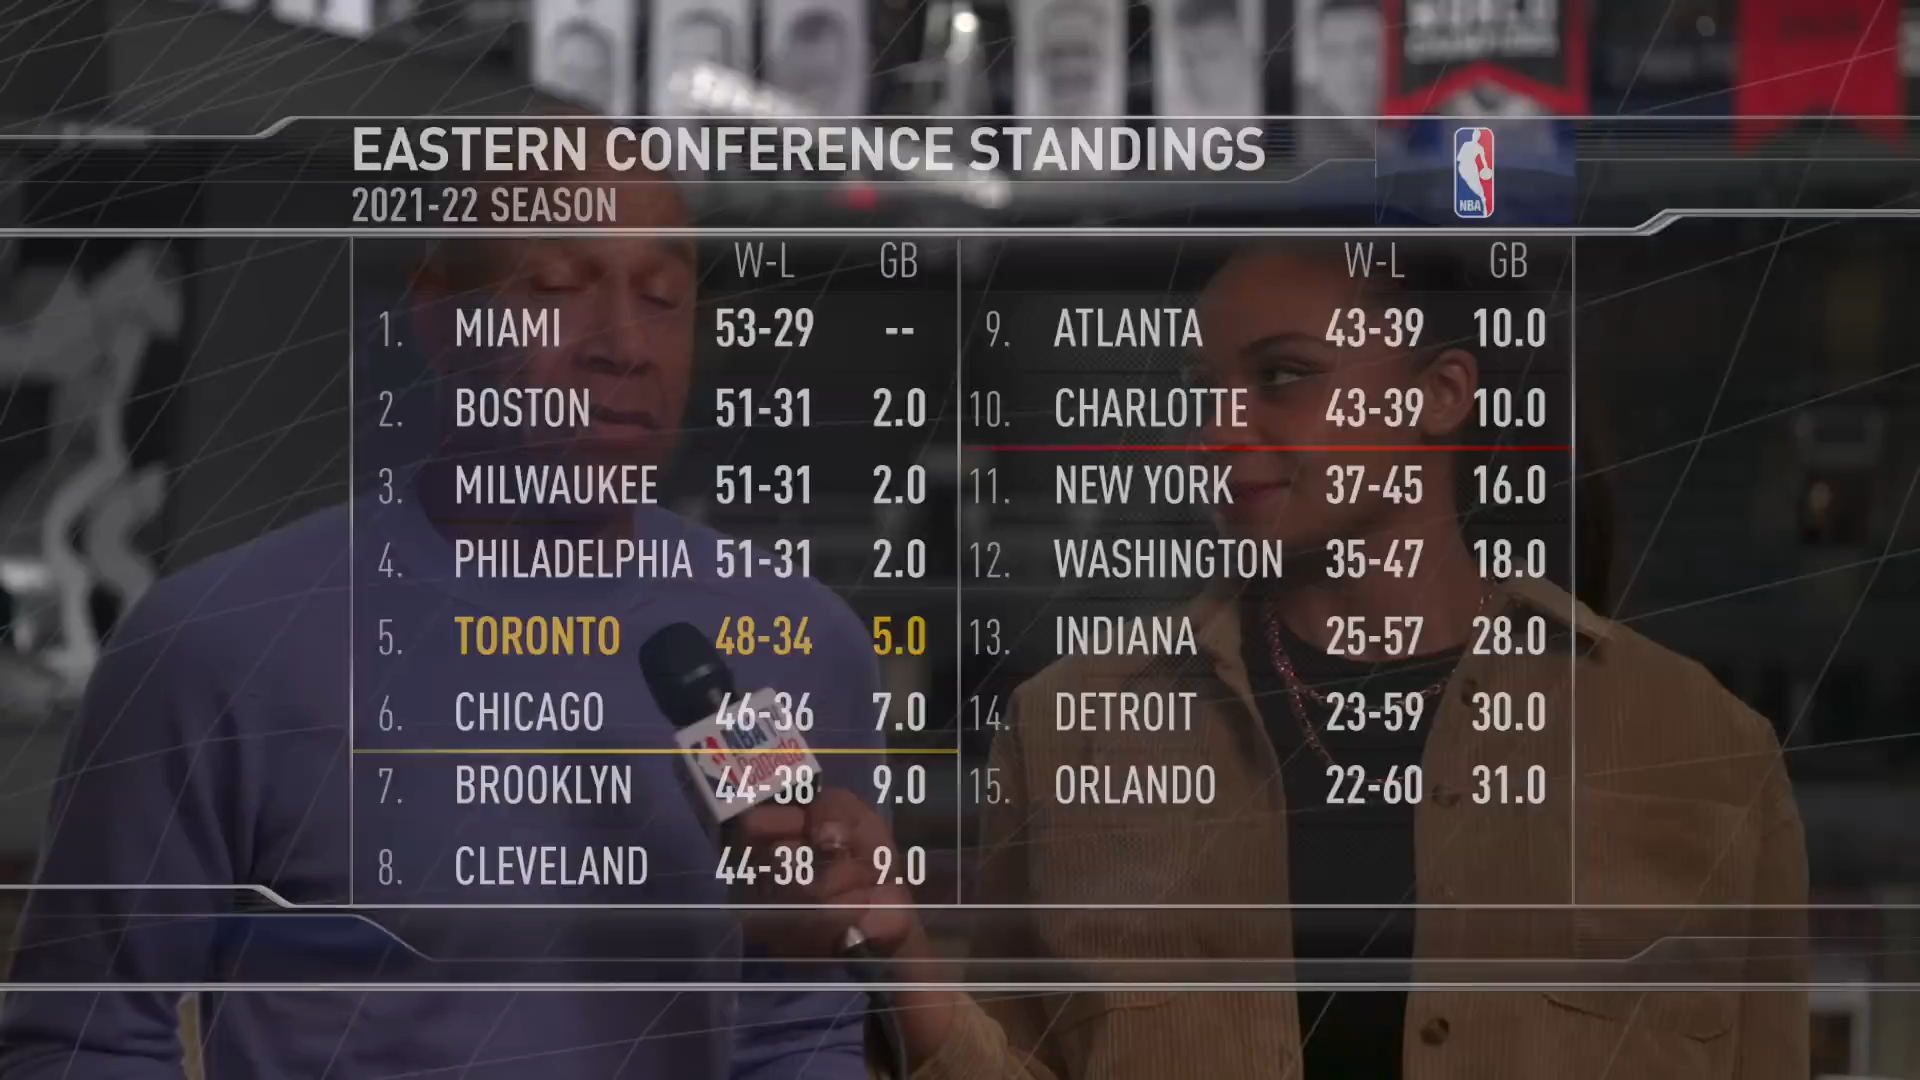 EASTERN CONFERENCE STANDINGS
2021-22 SEASON
NBA
W-L GB
1. MIAMI 53-29 --
2. BOSTON 51-31 2.0
3. MILWAUKEE 51-31 2.0
4. PHILADELPHIA 51-31 2.0
5. TORONTO 48-34 5.0
6. CHICAGO 46-36 7.0
7. BROOKLYN 44-38 9.0
8. CLEVELAND 44-38 9.0
W-L GB
9. ATLANTA 43-39 10.0
10. CHARLOTTE 43-39 10.0
11. NEW YORK 37-45 16.0
12. WASHINGTON 35-47 18.0
13. INDIANA 25-57 28.0
14. DETROIT 23-59 30.0
15. ORLANDO 22-60 31.0
NBA
Canada